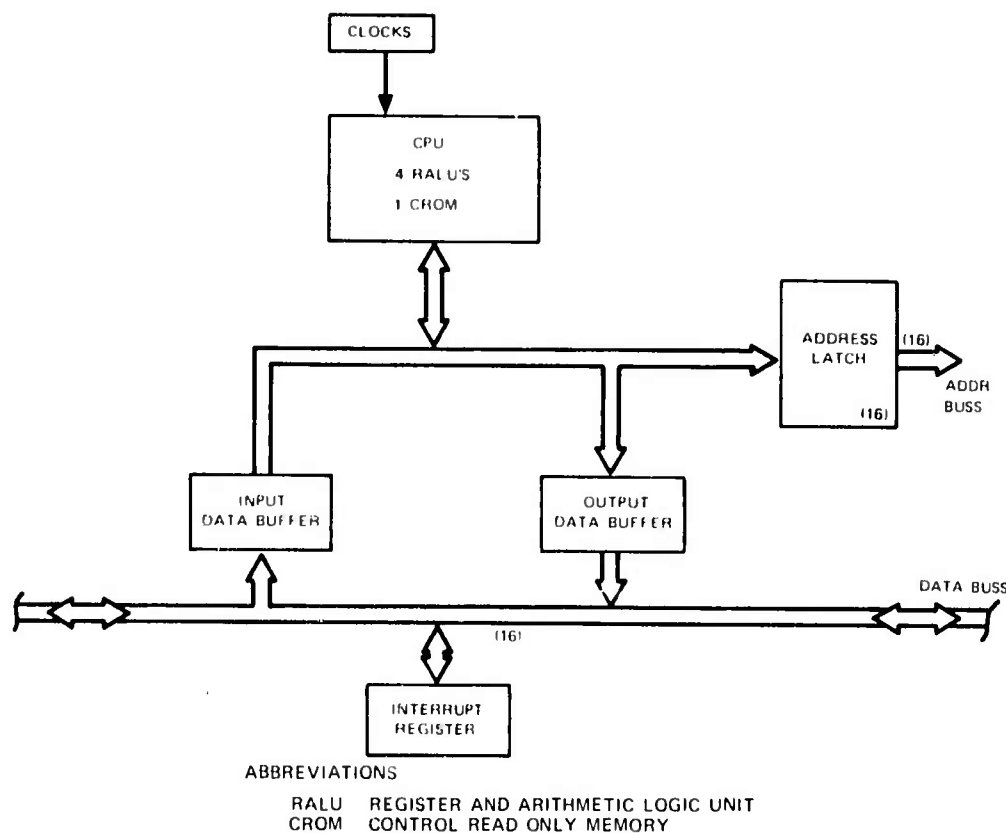 CLOCKS
CPU
4 RALU'S
1 CROM
ADDRESS
LATCH
(16)
(16)
ADDR
BUSS
INPUT
DATA BUFFER
OUTPUT
DATA BUFFER
DATA BUSS
(16)
INTERRUPT
REGISTER
ABBREVIATIONS
RALU REGISTER AND ARITHMETIC LOGIC UNIT
CROM CONTROL READ ONLY MEMORY